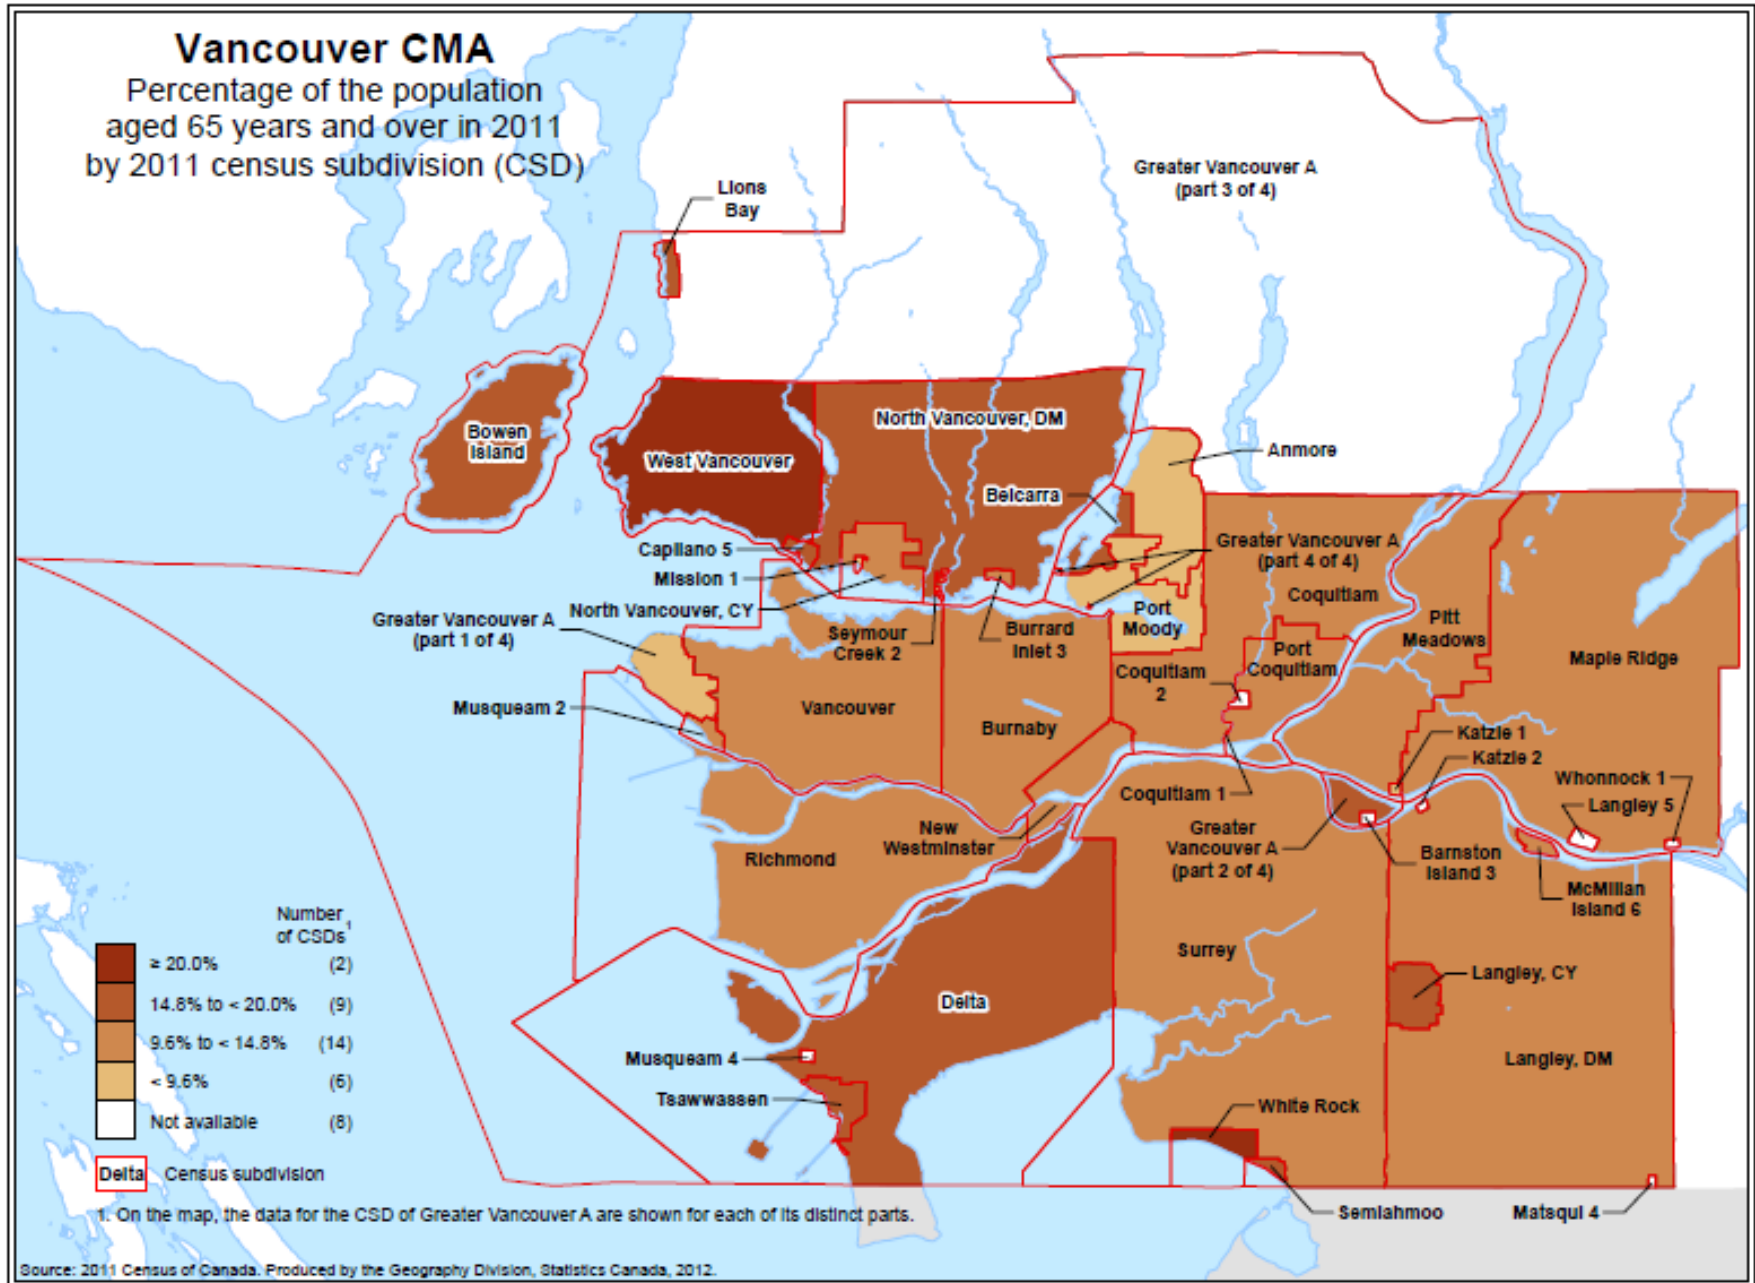 Vancouver CMA
Percentage of the population
aged 65 years and over in 2011
by 2011 census subdivision (CSD)
Greater Vancouver A
(part 3 of 4)
Lions
Bay
North Vancouver, DM
Bowen
Island
West Vancouver
Anmore
Belcarra
Capilano 5
Greater Vancouver A
(part 4 of 4)
Mission 1
Coquitlam
North Vancouver, CY
Greater Vancouver A
(part 1 of 4)
Port
Moody
Pitt
Meadows
Seymour
Creek 2
Burrard
Inlet 3
Port
Coquitlam
Maple Ridge
Coquitlam
2
Musqueam 2
Vancouver
Burnaby
Katzie 1
Katzie 2
Whonnock 1
Coquitlam 1
Langley 5
New
Westminster
Greater
Vancouver A
(part 2 of 4)
Richmond
Barnston
Island 3
McMillan
Island 6
Surrey
Langley, CY
Delta
Musqueam 4
Langley, DM
Tsawwassen
White Rock
Semiahmoo
Matsqui 4
Number
of CSDs1
≥ 20.0% (2)
14.8% to < 20.0% (9)
9.6% to < 14.8% (14)
< 9.6% (6)
Not available (8)
Delta Census subdivision
1. On the map, the data for the CSD of Greater Vancouver A are shown for each of its distinct parts.
Source: 2011 Census of Canada. Produced by the Geography Division, Statistics Canada, 2012.